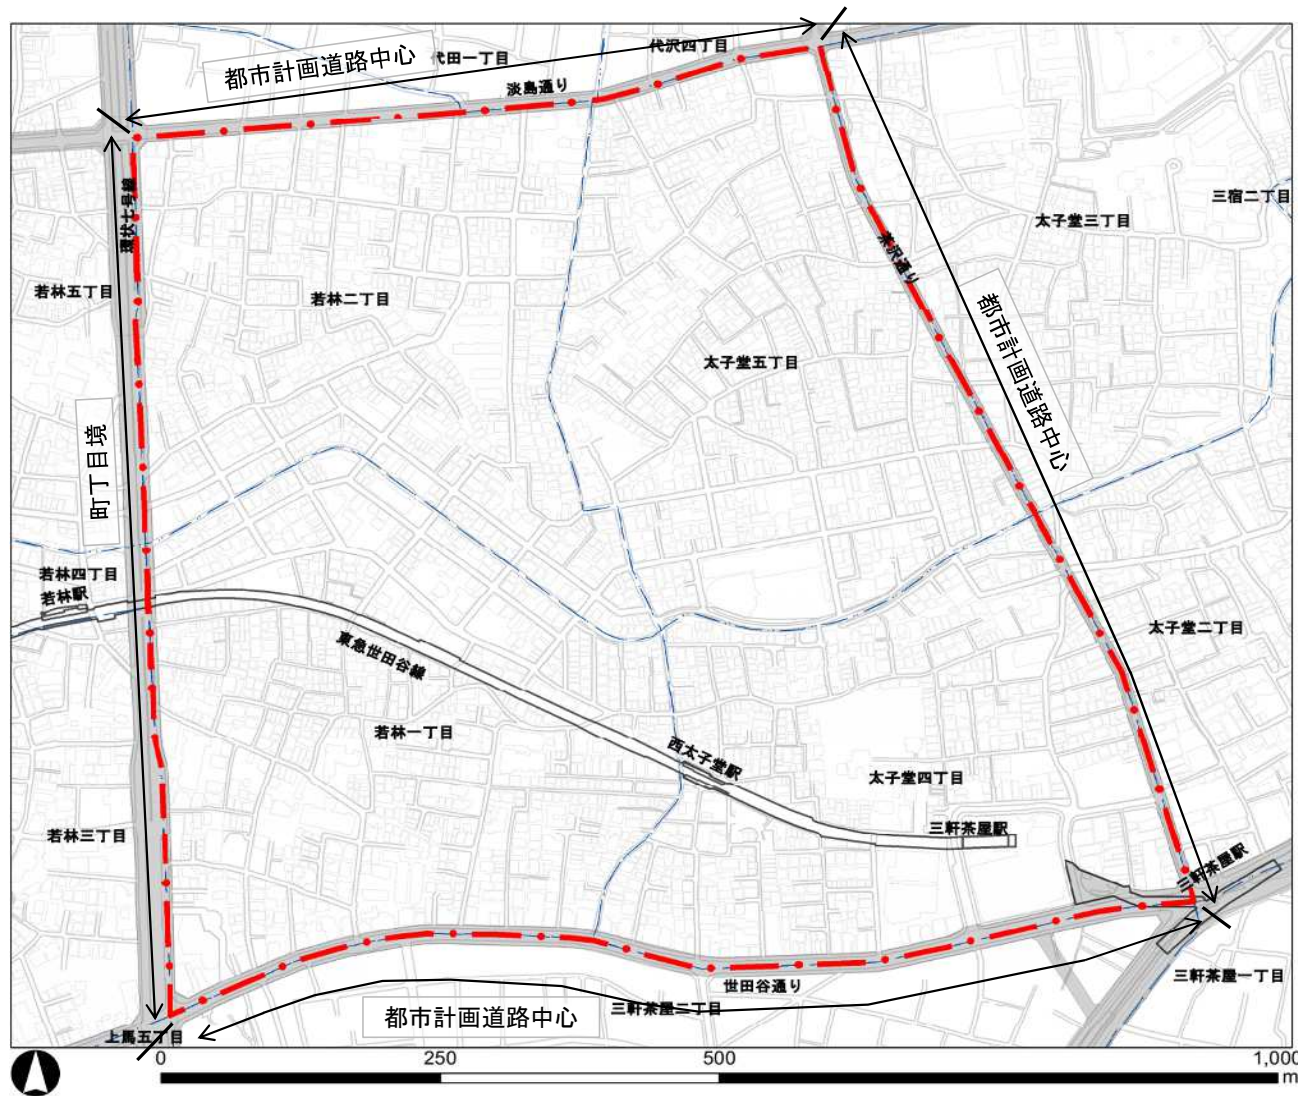 代沢四丁目
代田一丁目
都市計画道路中心
淡島通り
環状七号線
三宿二丁目
太子堂三丁目
茶沢通り
若林五丁目
若林二丁目
都市計画道路中心
太子堂五丁目
町丁目境
若林四丁目
若林駅
太子堂二丁目
東急世田谷線
若林一丁目
西太子堂駅
太子堂四丁目
若林三丁目
三軒茶屋駅
三軒茶屋駅
三軒茶屋一丁目
世田谷通り
三軒茶屋二丁目
都市計画道路中心
上馬五丁目
0 250 500 1,000
m